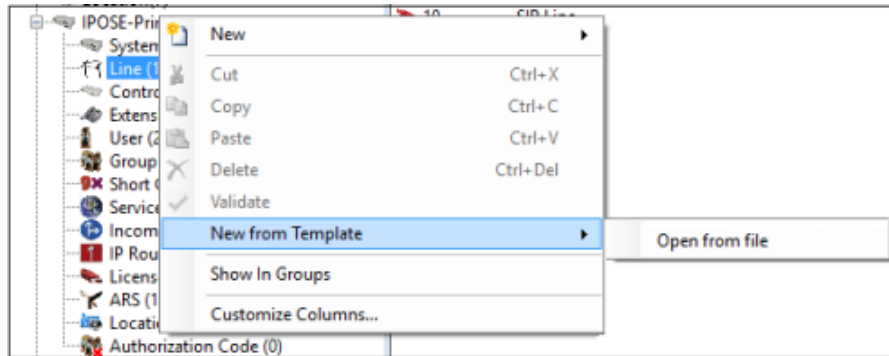 IPOSE-Pri
10 SIP Line
System
Line (1
Contro
Extens
User (2
Group
Short
Service
Incom
IP Rou
Licens
ARS (1
Locati
Authorization Code (0)
New
Cut Ctrl+X
Copy Ctrl+C
Paste Ctrl+V
Delete Ctrl+Del
Validate
New from Template
Open from file
Show In Groups
Customize Columns...